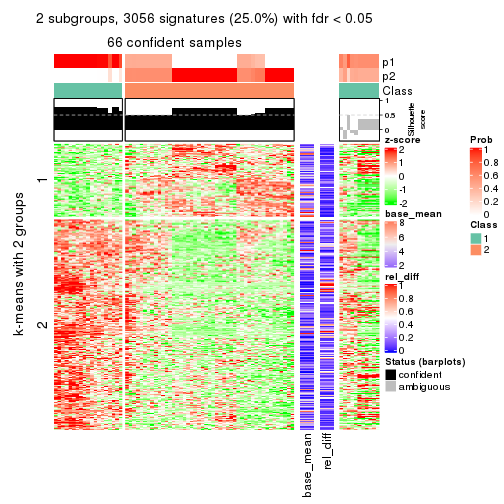 2 subgroups, 3056 signatures (25.0%) with fdr < 0.05
66 confident samples
p1
p2
Class
1
0.5
0
Silhouette score
k-means with 2 groups
1
2
base_mean
rel_diff
z-score
2
1
0
-1
-2
base_mean
8
6
4
2
rel_diff
1
0.8
0.6
0.4
0.2
0
Status (barplots)
confident
ambiguous
Prob
1
0.8
0.6
0.4
0.2
0
Class
1
2